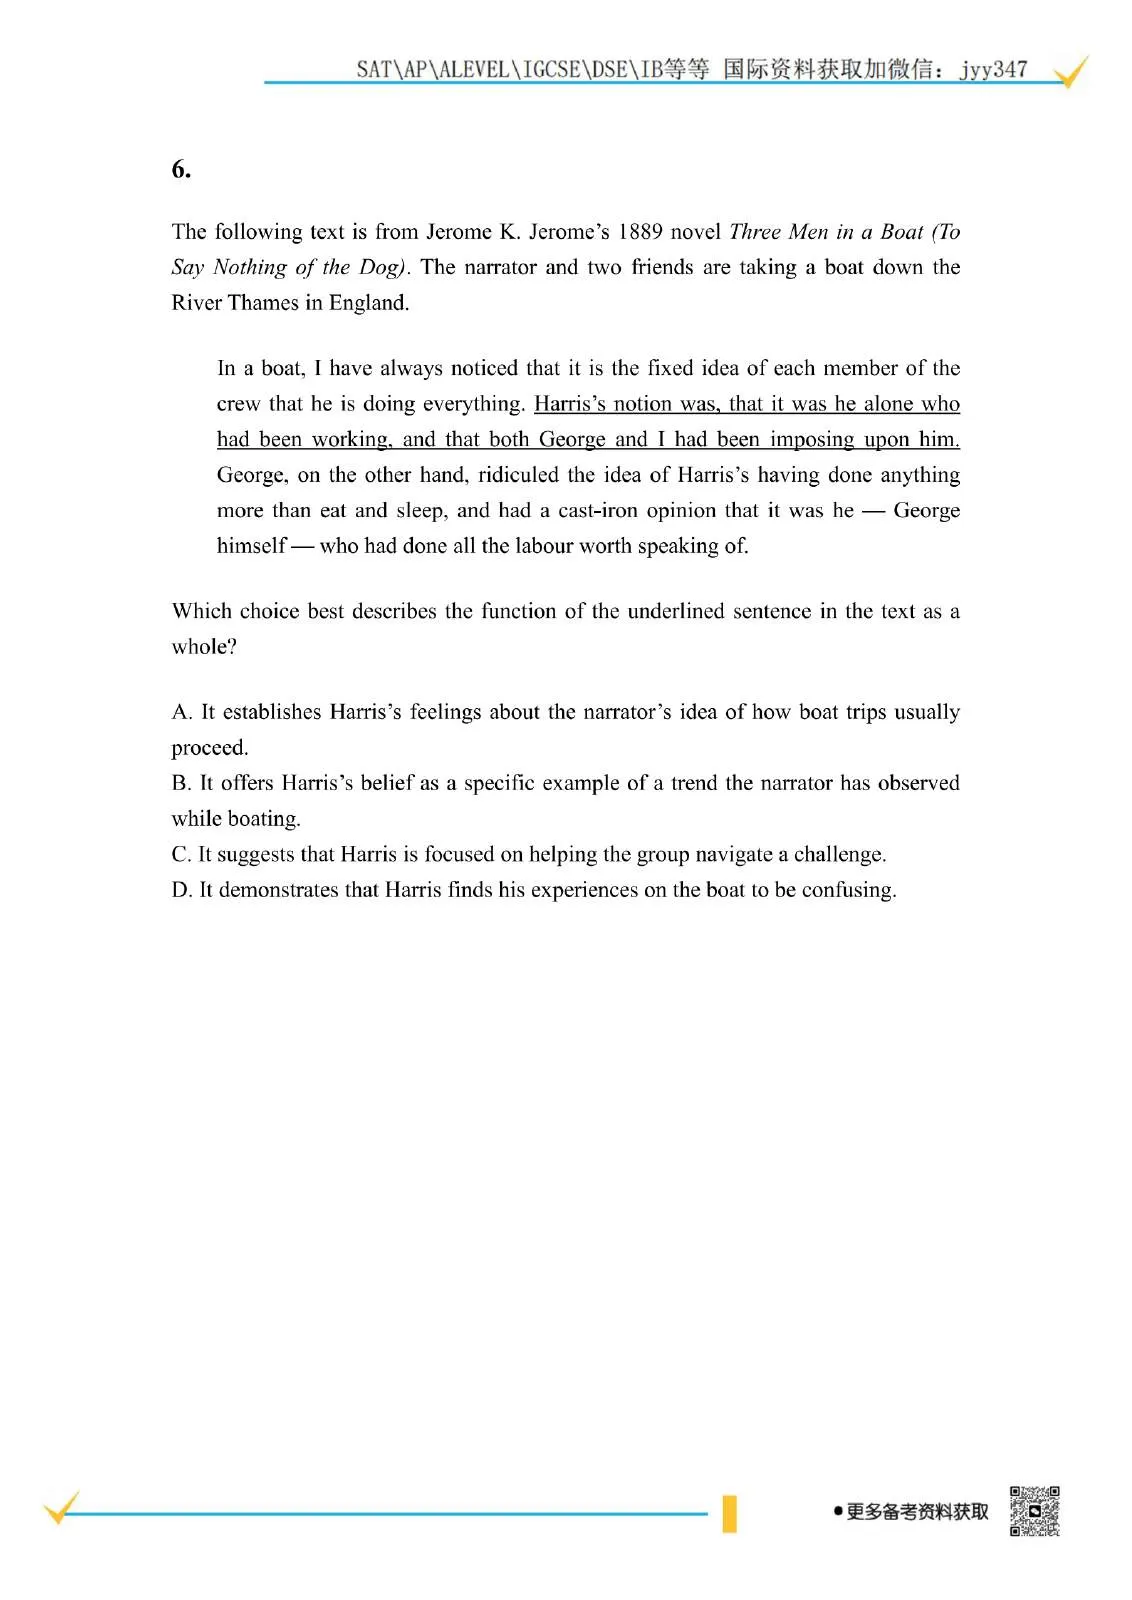 SAT\AP\ALEVEL\IGCSE\DSE\IB等等 国际资料获取加微信：jyy347
6.
The following text is from Jerome K. Jerome’s 1889 novel Three Men in a Boat (To
Say Nothing of the Dog). The narrator and two friends are taking a boat down the
River Thames in England.
In a boat, I have always noticed that it is the fixed idea of each member of the
crew that he is doing everything. Harris’s notion was, that it was he alone who
had been working, and that both George and I had been imposing upon him.
George, on the other hand, ridiculed the idea of Harris’s having done anything
more than eat and sleep, and had a cast-iron opinion that it was he — George
himself — who had done all the labour worth speaking of.
Which choice best describes the function of the underlined sentence in the text as a
whole?
A. It establishes Harris’s feelings about the narrator’s idea of how boat trips usually
proceed.
B. It offers Harris’s belief as a specific example of a trend the narrator has observed
while boating.
C. It suggests that Harris is focused on helping the group navigate a challenge.
D. It demonstrates that Harris finds his experiences on the boat to be confusing.
•更多备考资料获取